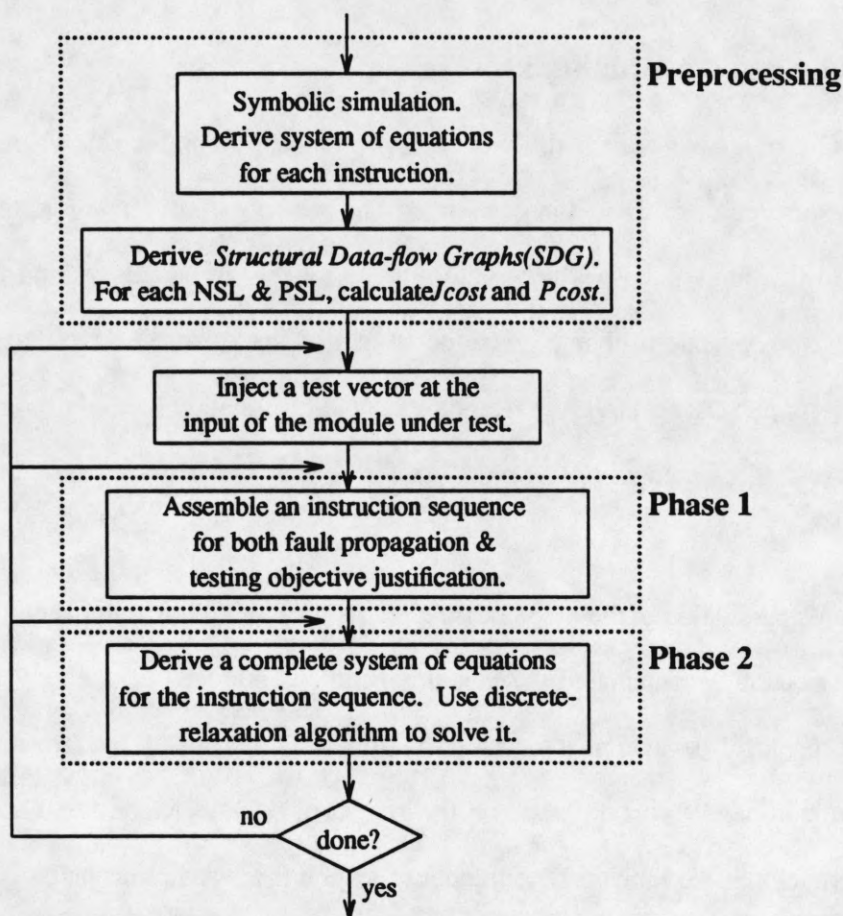 Preprocessing
Symbolic simulation.
Derive system of equations
for each instruction.
Derive Structural Data-flow Graphs(SDG).
For each NSL & PSL, calculateJcost and Pcost.
Inject a test vector at the
input of the module under test.
Phase 1
Assemble an instruction sequence
for both fault propagation &
testing objective justification.
Phase 2
Derive a complete system of equations
for the instruction sequence. Use discrete-
relaxation algorithm to solve it.
no
done?
yes